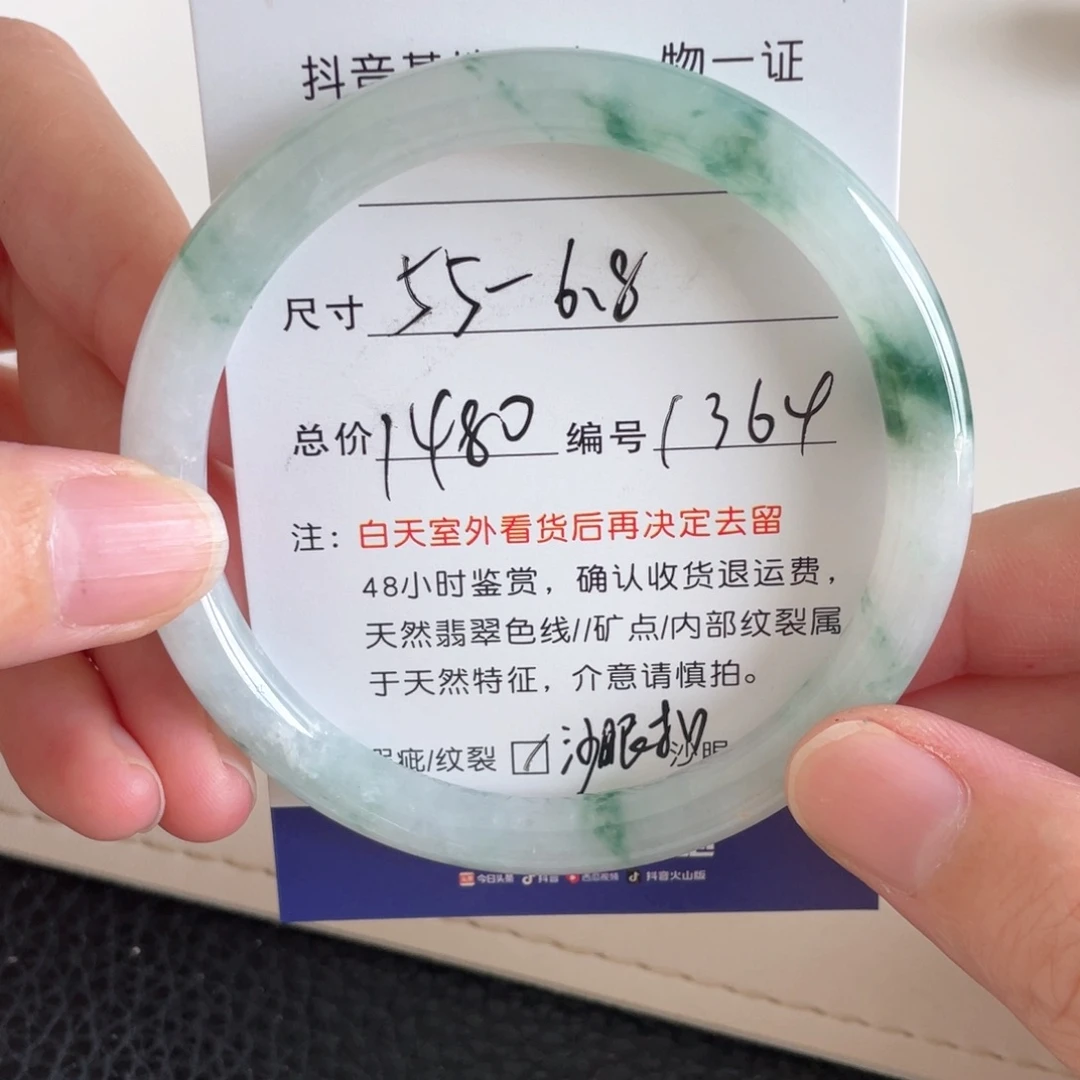 抖音 物一证
尺寸 55-6.8
总价 1480 编号 1364
注：白天室外看货后再决定去留
48小时鉴赏，确认收货退运费，
天然翡翠色线//矿点/内部纹裂属
于天然特征，介意请慎拍。
疵/纹裂 沙眼 沙眼
今日头条 抖音 西瓜视频 抖音火山版